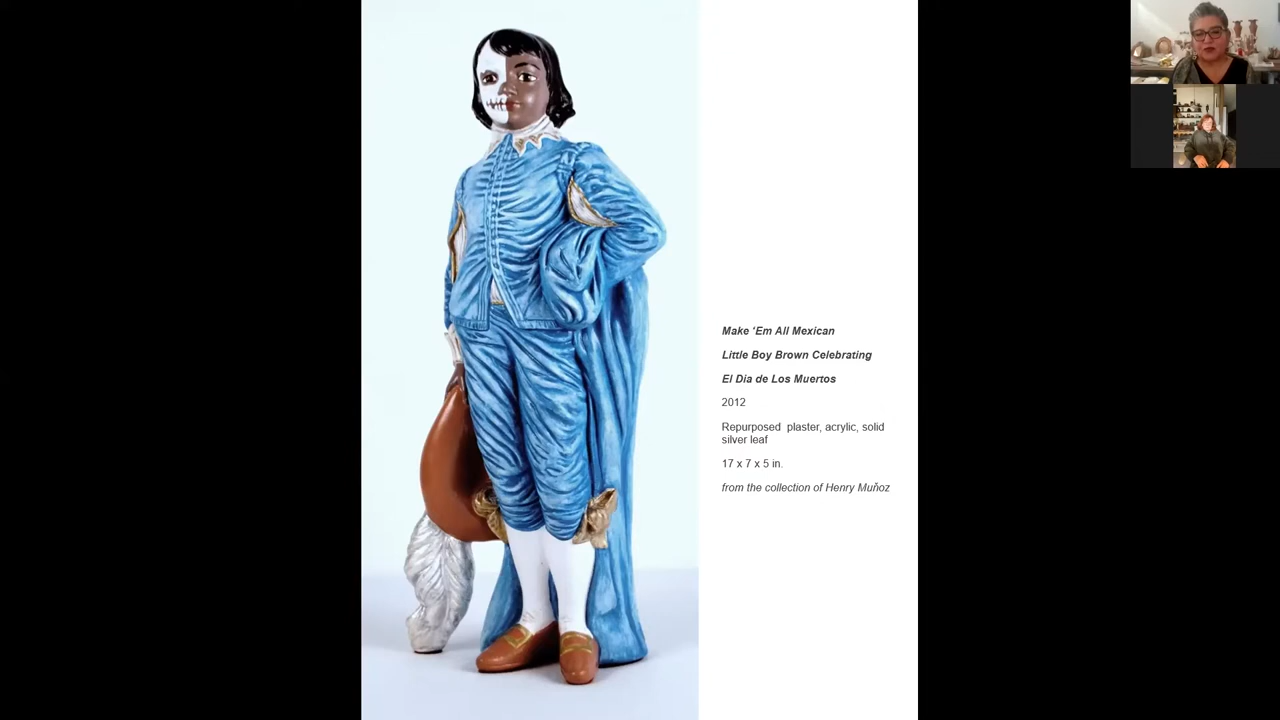 Make ‘Em All Mexican
Little Boy Brown Celebrating
El Dia de Los Muertos
2012
Repurposed  plaster, acrylic, solid
silver leaf
17 x 7 x 5 in.
from the collection of Henry Muňoz